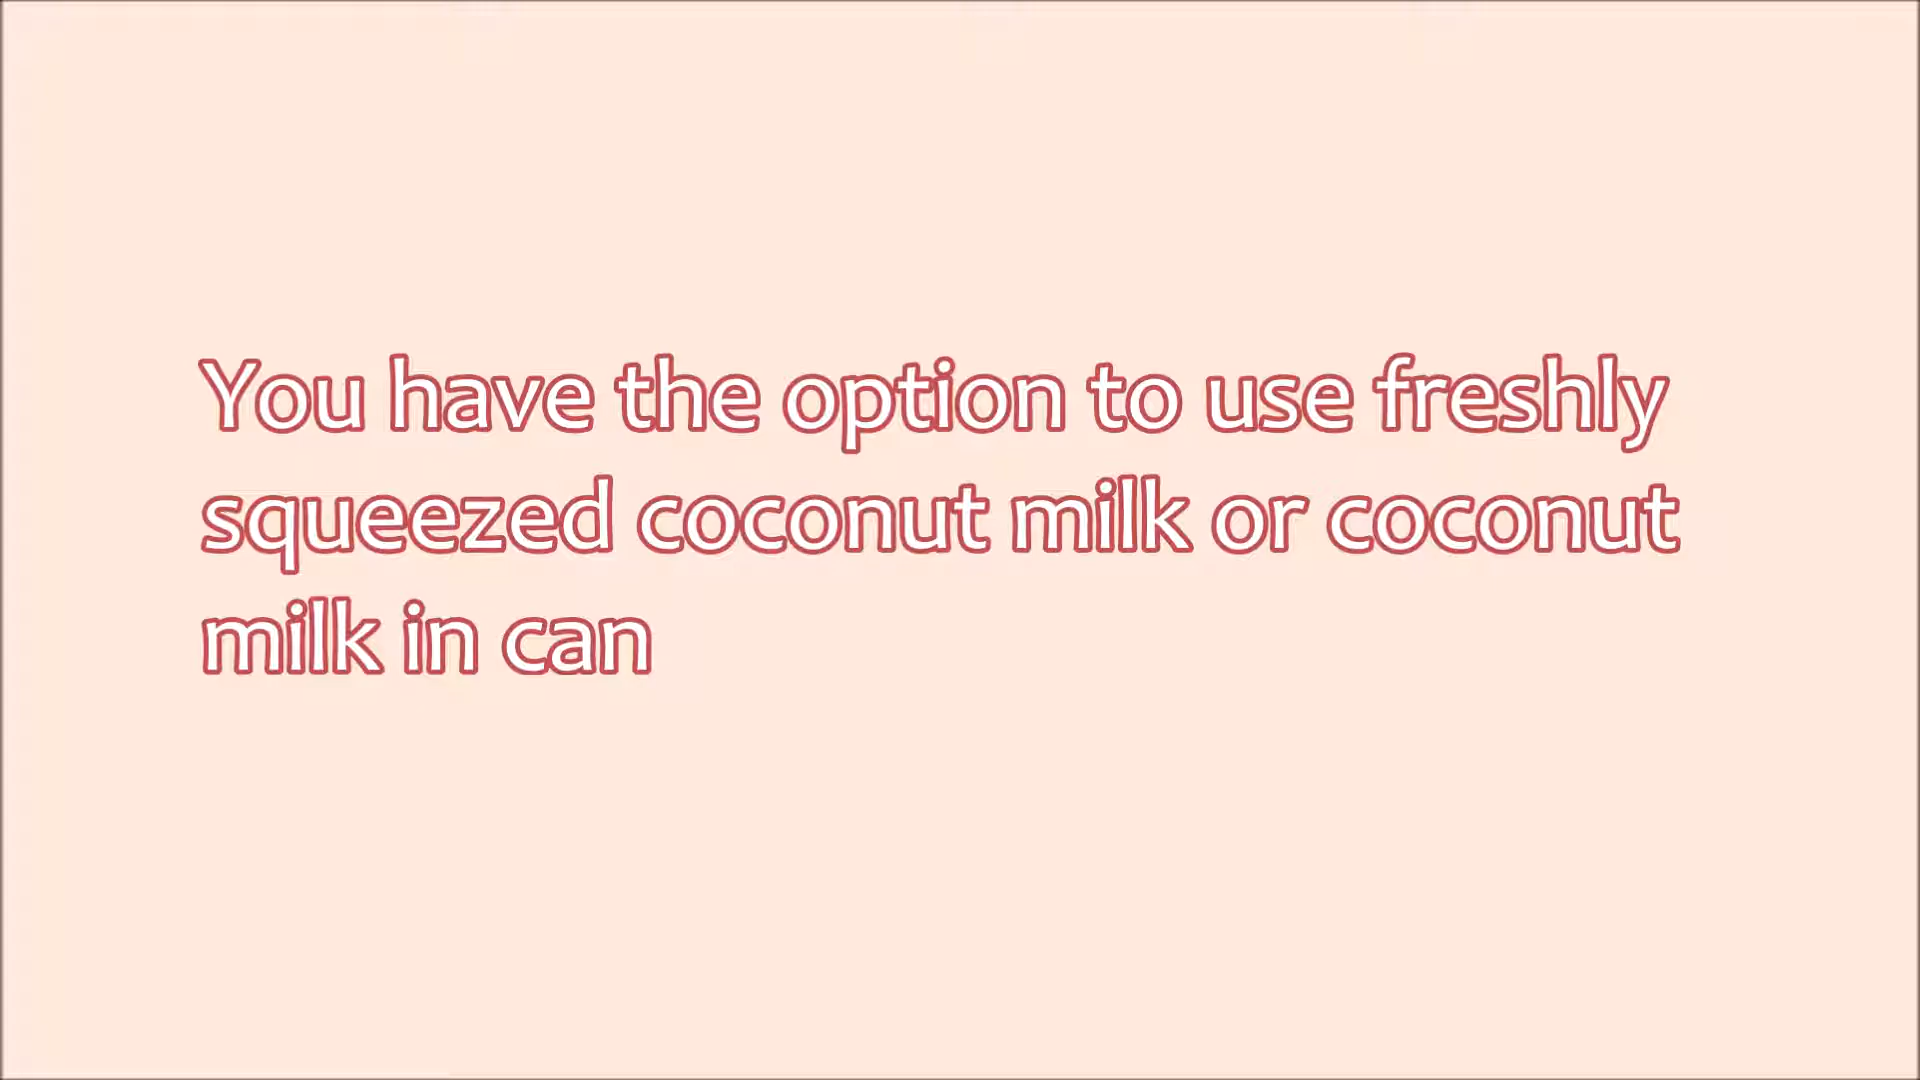 You have the option to use freshly
squeezed coconut milk or coconut
milk in can